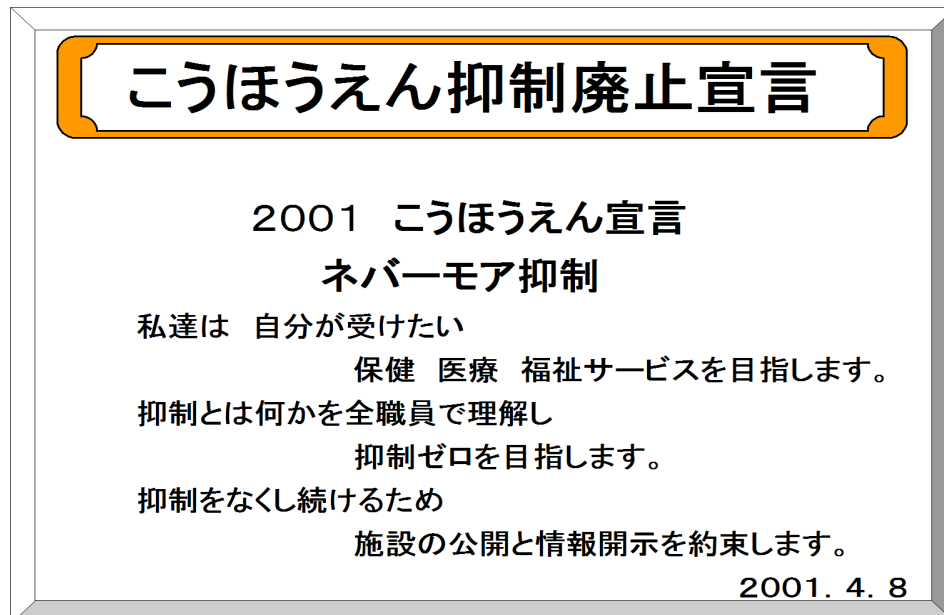 こうほうえん抑制廃止宣言
2001　こうほうえん宣言
ネバーモア抑制
私達は　自分が受けたい
保健　医療　福祉サービスを目指します。
抑制とは何かを全職員で理解し
抑制ゼロを目指します。
抑制をなくし続けるため
施設の公開と情報開示を約束します。
2001．4．8